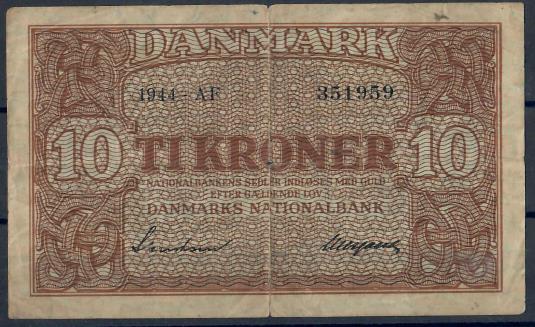 DANMARK
1944 - AF 351959
10 TI KRONER 10
NATIONALBANKENS SEDLER INDLØSES MED GULD
EFTER GÆLDENDE LOV
DANMARKS NATIONALBANK